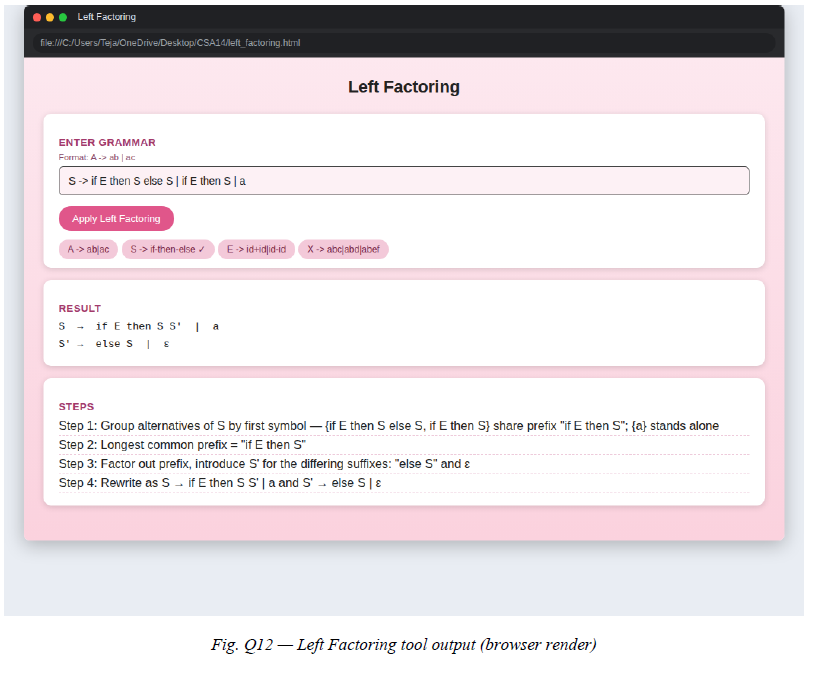 Left Factoring
file:///C:/Users/Teja/OneDrive/Desktop/CSA14/left_factoring.html
Left Factoring
ENTER GRAMMAR
Format: A -> ab | ac
S -> if E then S else S | if E then S | a
Apply Left Factoring
A -> ab|ac S -> if-then-else ✓ E -> id+id|id-id X -> abc|abd|abef
RESULT
S → if E then S S' | a
S' → else S | ε
STEPS
Step 1: Group alternatives of S by first symbol — {if E then S else S, if E then S} share prefix "if E then S"; {a} stands alone
Step 2: Longest common prefix = "if E then S"
Step 3: Factor out prefix, introduce S' for the differing suffixes: "else S" and ε
Step 4: Rewrite as S → if E then S S' | a and S' → else S | ε
Fig. Q12 — Left Factoring tool output (browser render)